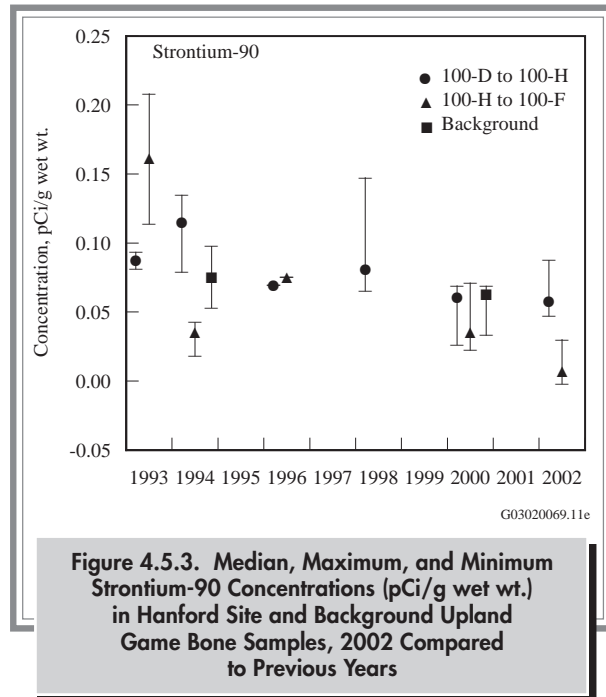 0.25
Strontium-90
100-D to 100-H
0.20
100-H to 100-F
Background
Concentration, pCi/g wet wt.
0.15
0.10
0.05
0.00
-0.05
1993 1994 1995 1996 1997 1998 1999 2000 2001 2002
G03020069.11e
Figure 4.5.3. Median, Maximum, and Minimum
Strontium-90 Concentrations (pCi/g wet wt.)
in Hanford Site and Background Upland
Game Bone Samples, 2002 Compared
to Previous Years